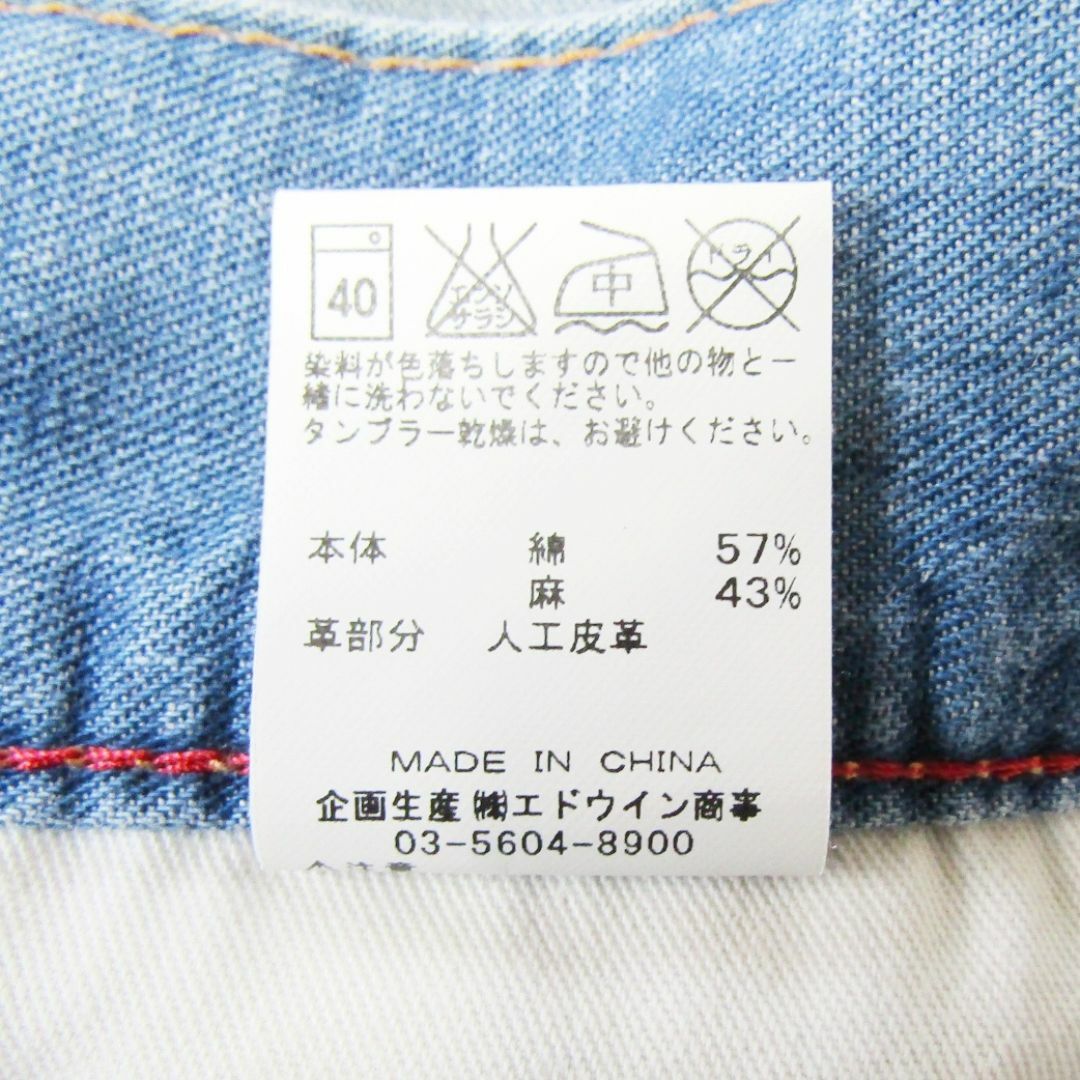 40 エンソ 中 ドライ
サラシ
染料が色落ちしますので他の物と一
緒に洗わないでください。
タンブラー乾燥は、お避けください。
本体 綿 57%
麻 43%
革部分 人工皮革
MADE IN CHINA
企画生産 ㈱エドウイン商事
03-5604-8900